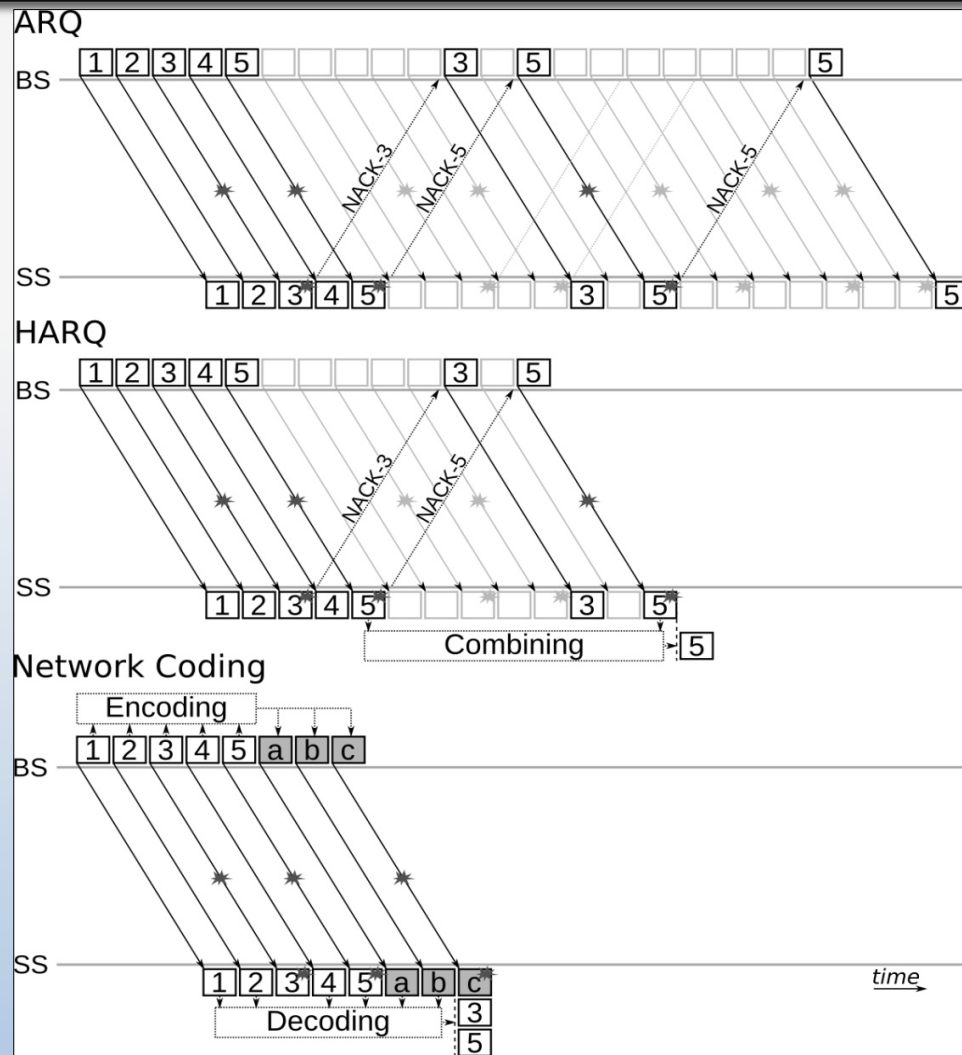 ARQ
1 2 3 4 5 3 5 5
BS
NACK-3 NACK-5 NACK-5
SS
1 2 3 4 5 3 5 5
HARQ
1 2 3 4 5 3 5
BS
NACK-3 NACK-5
SS
1 2 3 4 5 3 5
Combining 5
Network Coding
Encoding
1 2 3 4 5 a b c
BS
SS
time
1 2 3 4 5 a b c
Decoding 3
5